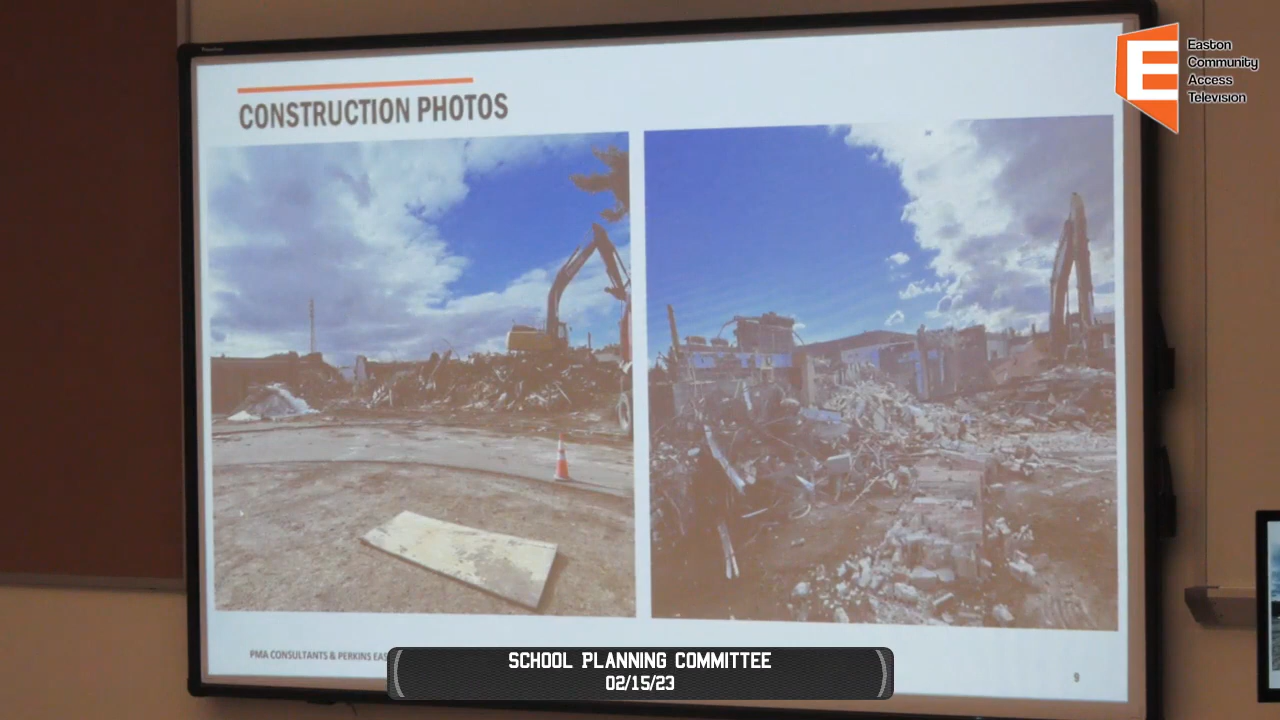 Easton
Community
Access
Television
CONSTRUCTION PHOTOS
PMA CONSULTANTS & PERKINS
9
SCHOOL PLANNING COMMITTEE
02/15/23